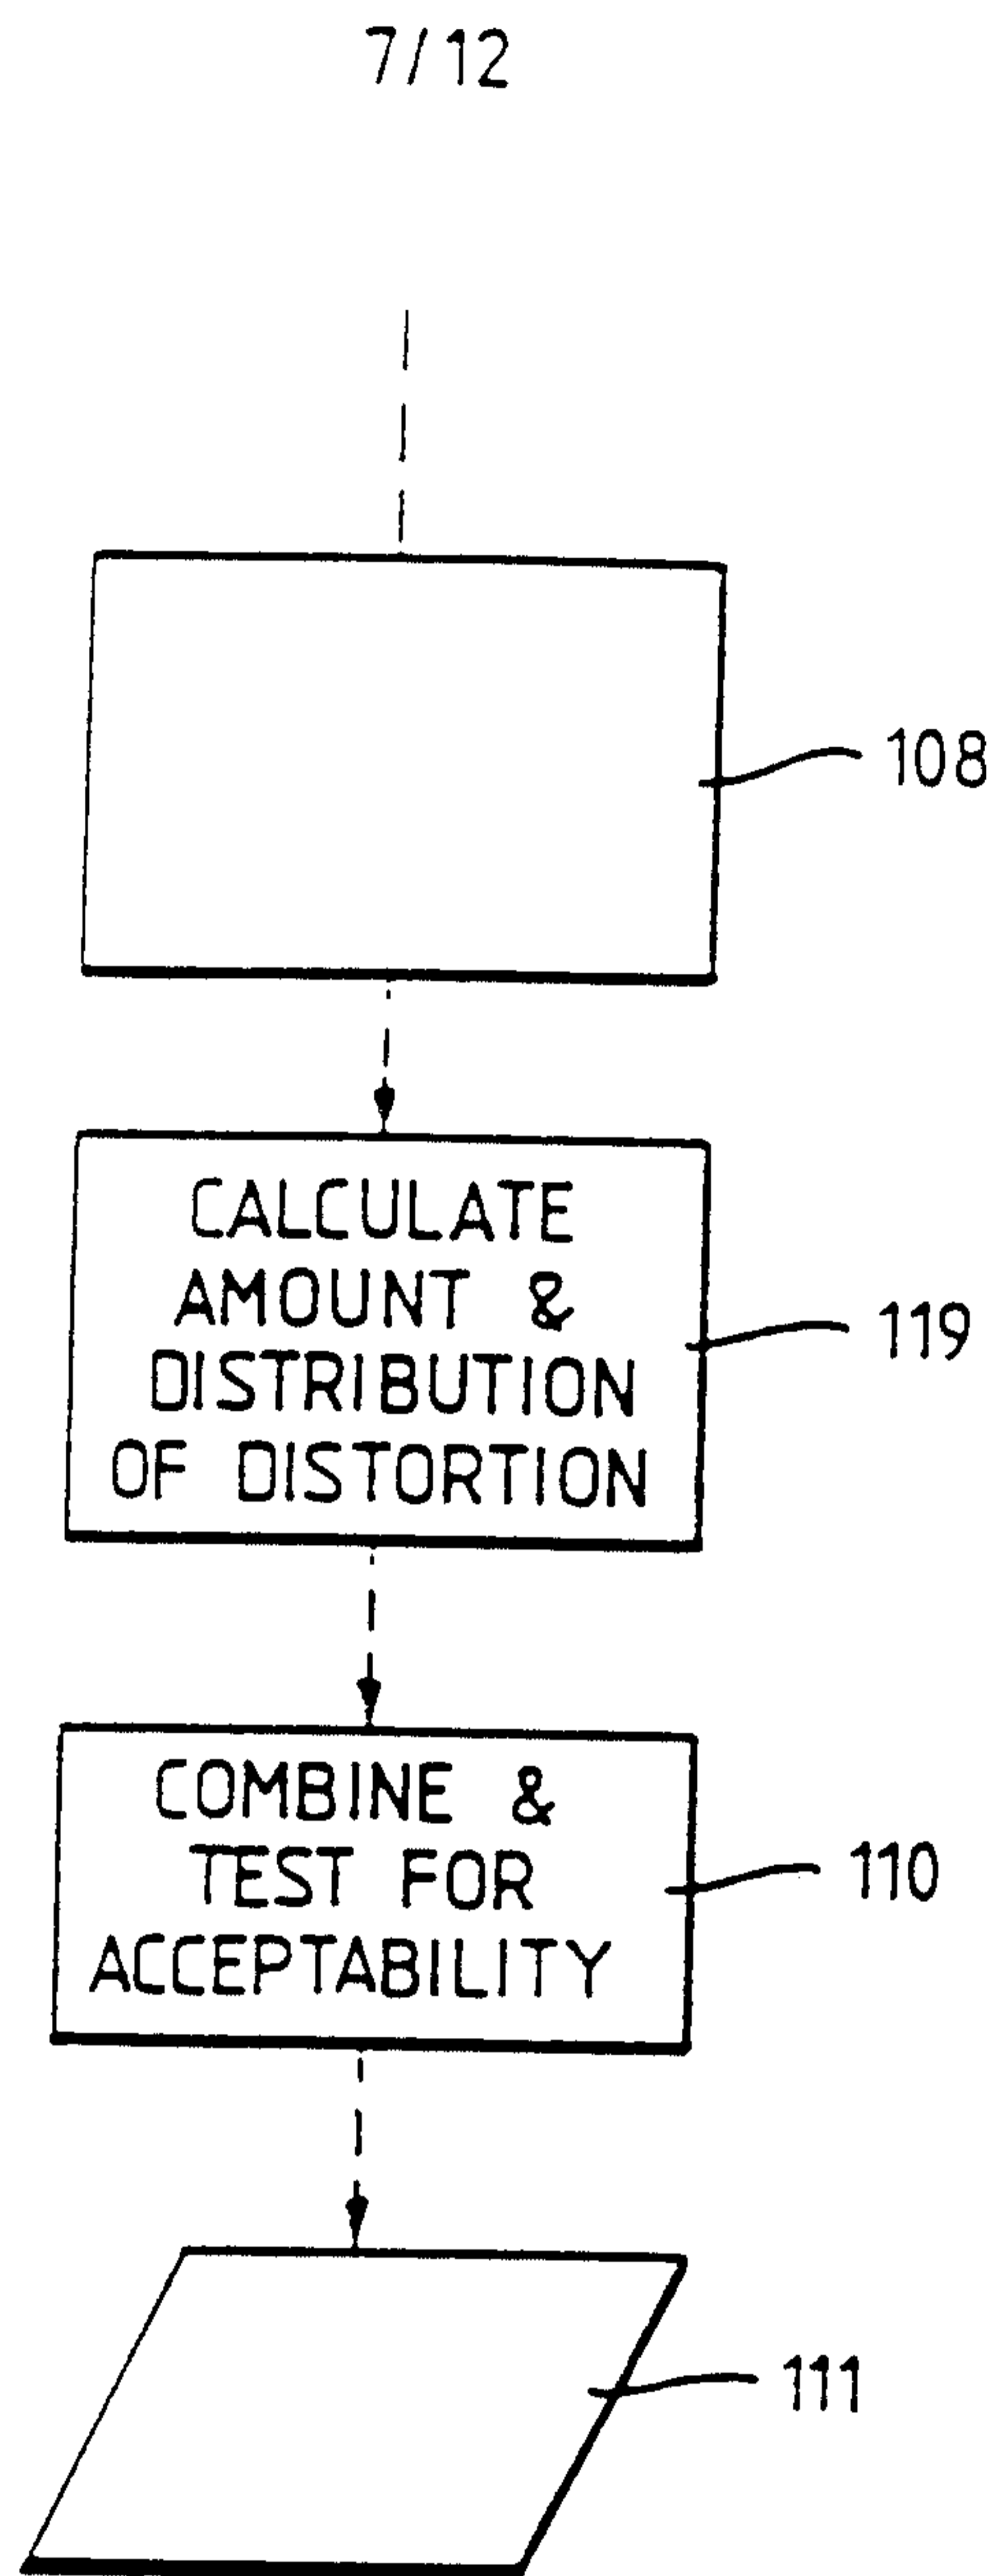 7/12
108
CALCULATE
AMOUNT &
DISTRIBUTION
OF DISTORTION
119
COMBINE &
TEST FOR
ACCEPTABILITY
110
111